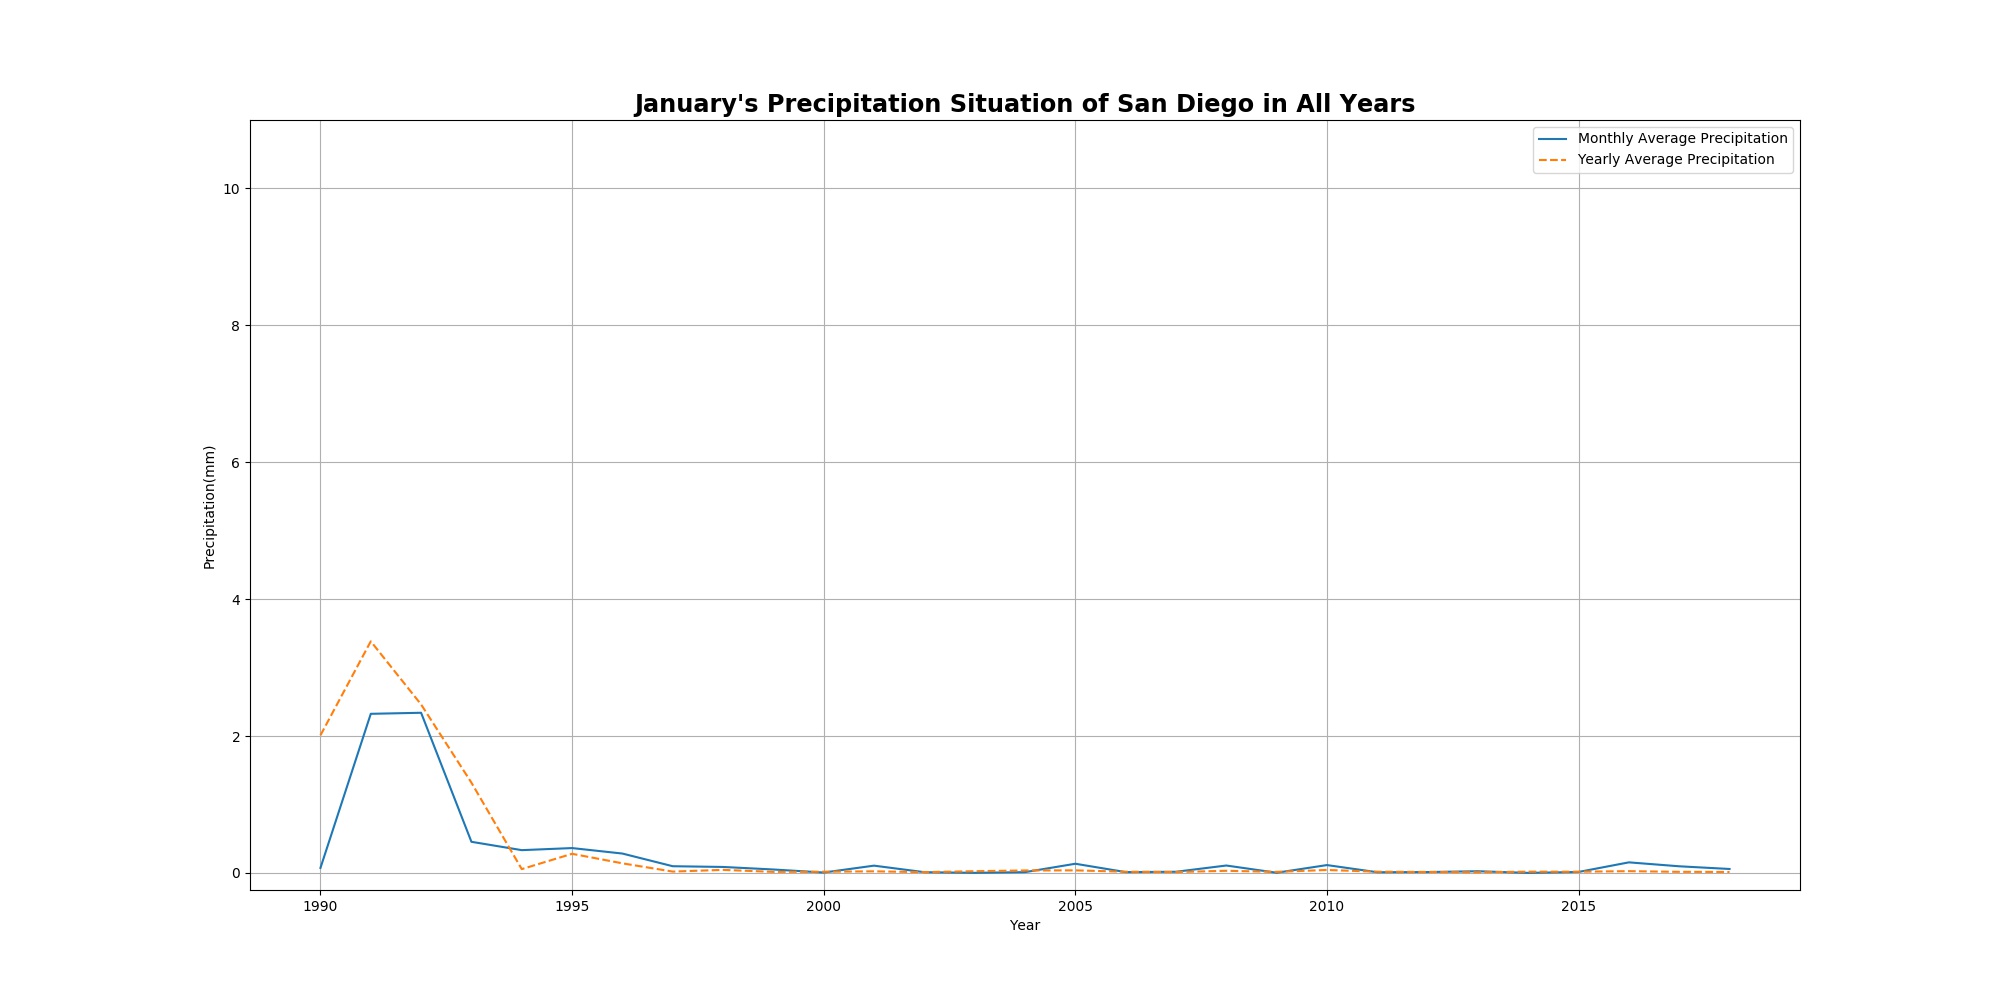 January's Precipitation Situation of San Diego in All Years
Monthly Average Precipitation
Yearly Average Precipitation
10
8
6
4
2
0
Precipitation(mm)
1990 1995 2000 2005 2010 2015
Year